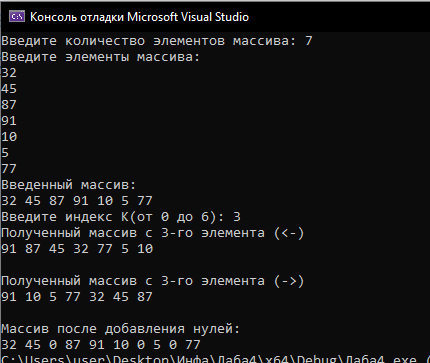 Консоль отладки Microsoft Visual Studio
Введите количество элементов массива: 7
Введите элементы массива:
32
45
87
91
10
5
77
Введенный массив:
32 45 87 91 10 5 77
Введите индекс K(от 0 до 6): 3
Полученный массив с 3-го элемента (<-)
91 87 45 32 77 5 10
Полученный массив с 3-го элемента (->)
91 10 5 77 32 45 87
Массив после добавления нулей:
32 45 0 87 91 10 0 5 0 77
C:\Users\user\Desktop\Инфа\Лаба4\x64\Debug\Лаба4.exe (